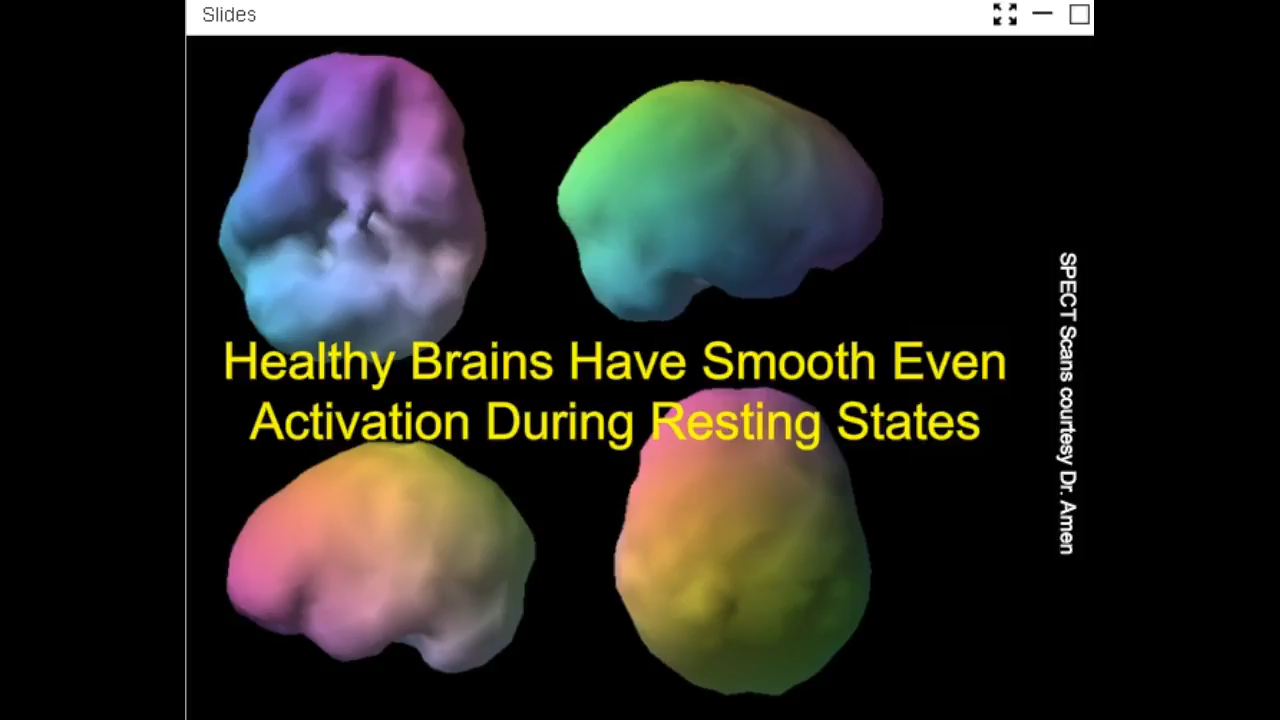 Slides
Healthy Brains Have Smooth Even
Activation During Resting States
SPECT Scans courtesy Dr. Amen